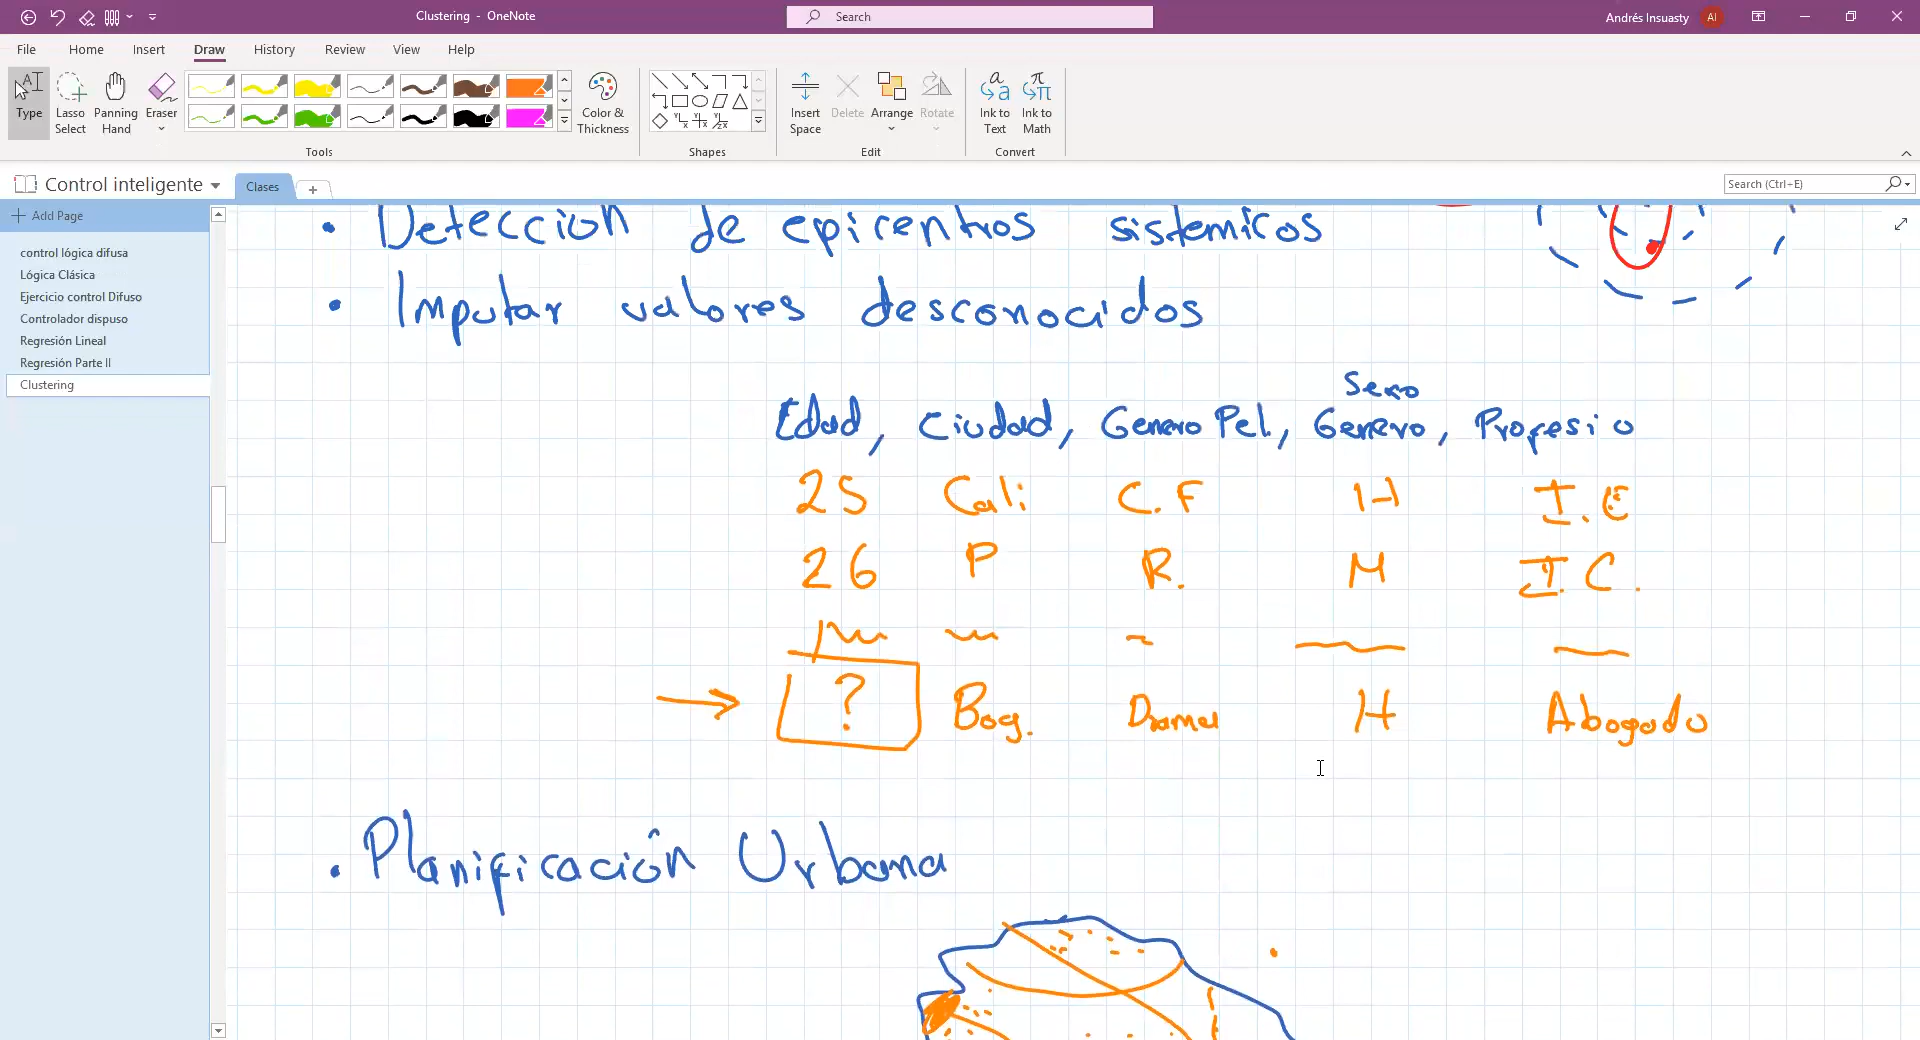 Clustering - OneNote
Search
Andrés Insuasty
AI
File Home Insert Draw History Review View Help
Type
Lasso Select
Panning Hand
Eraser
Color & Thickness
Insert Space
Delete
Arrange
Rotate
Ink to Text
Ink to Math
Tools
Shapes
Edit
Convert
Control inteligente
Clases
Search (Ctrl+E)
Add Page
control lógica difusa
Lógica Clásica
Ejercicio control Difuso
Controlador dispuso
Regresión Lineal
Regresión Parte II
Clustering
• Detección de epicentros sistemicos
• Imputar valores desconocidos
Sexo
Edad, Ciudad, Genero Pel., Genero, Profesio
25 Cali C.F H I.E
26 P R. M I.C.
? Bog. Drama H Abogado
• Planificación Urbana